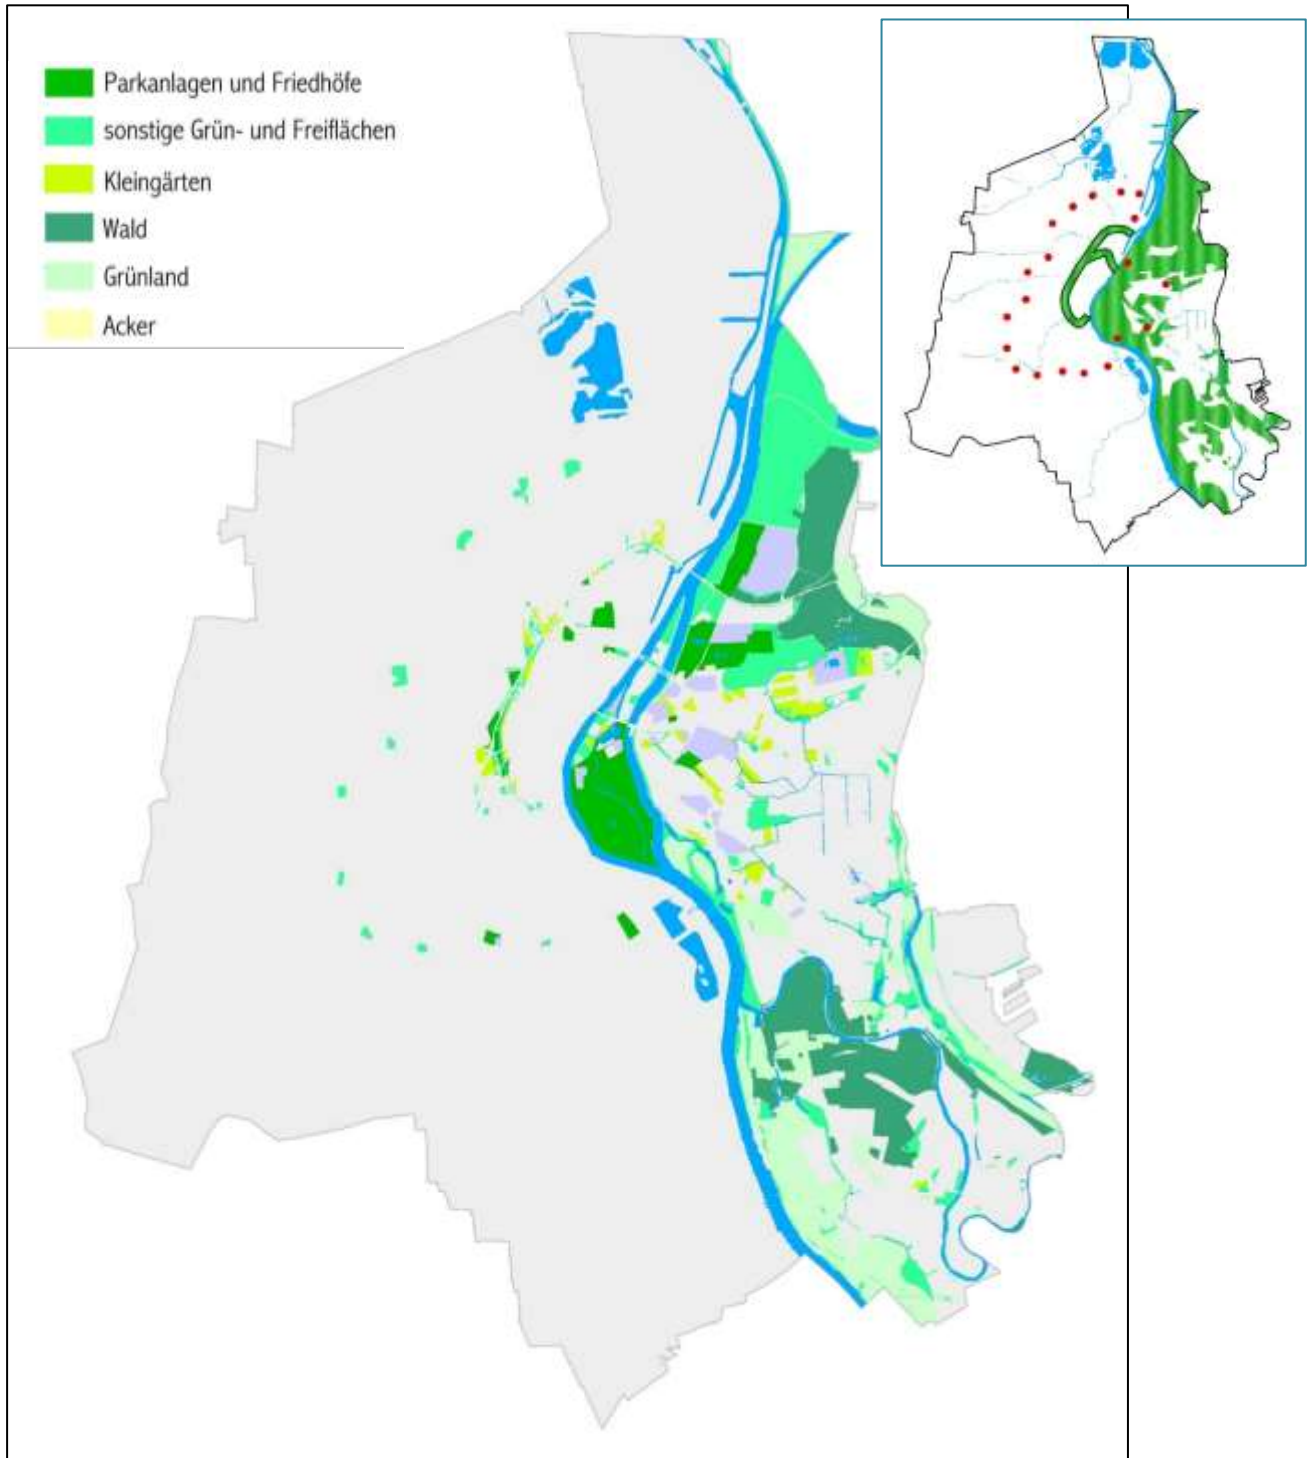 Parkanlagen und Friedhöfe
sonstige Grün- und Freiflächen
Kleingärten
Wald
Grünland
Acker